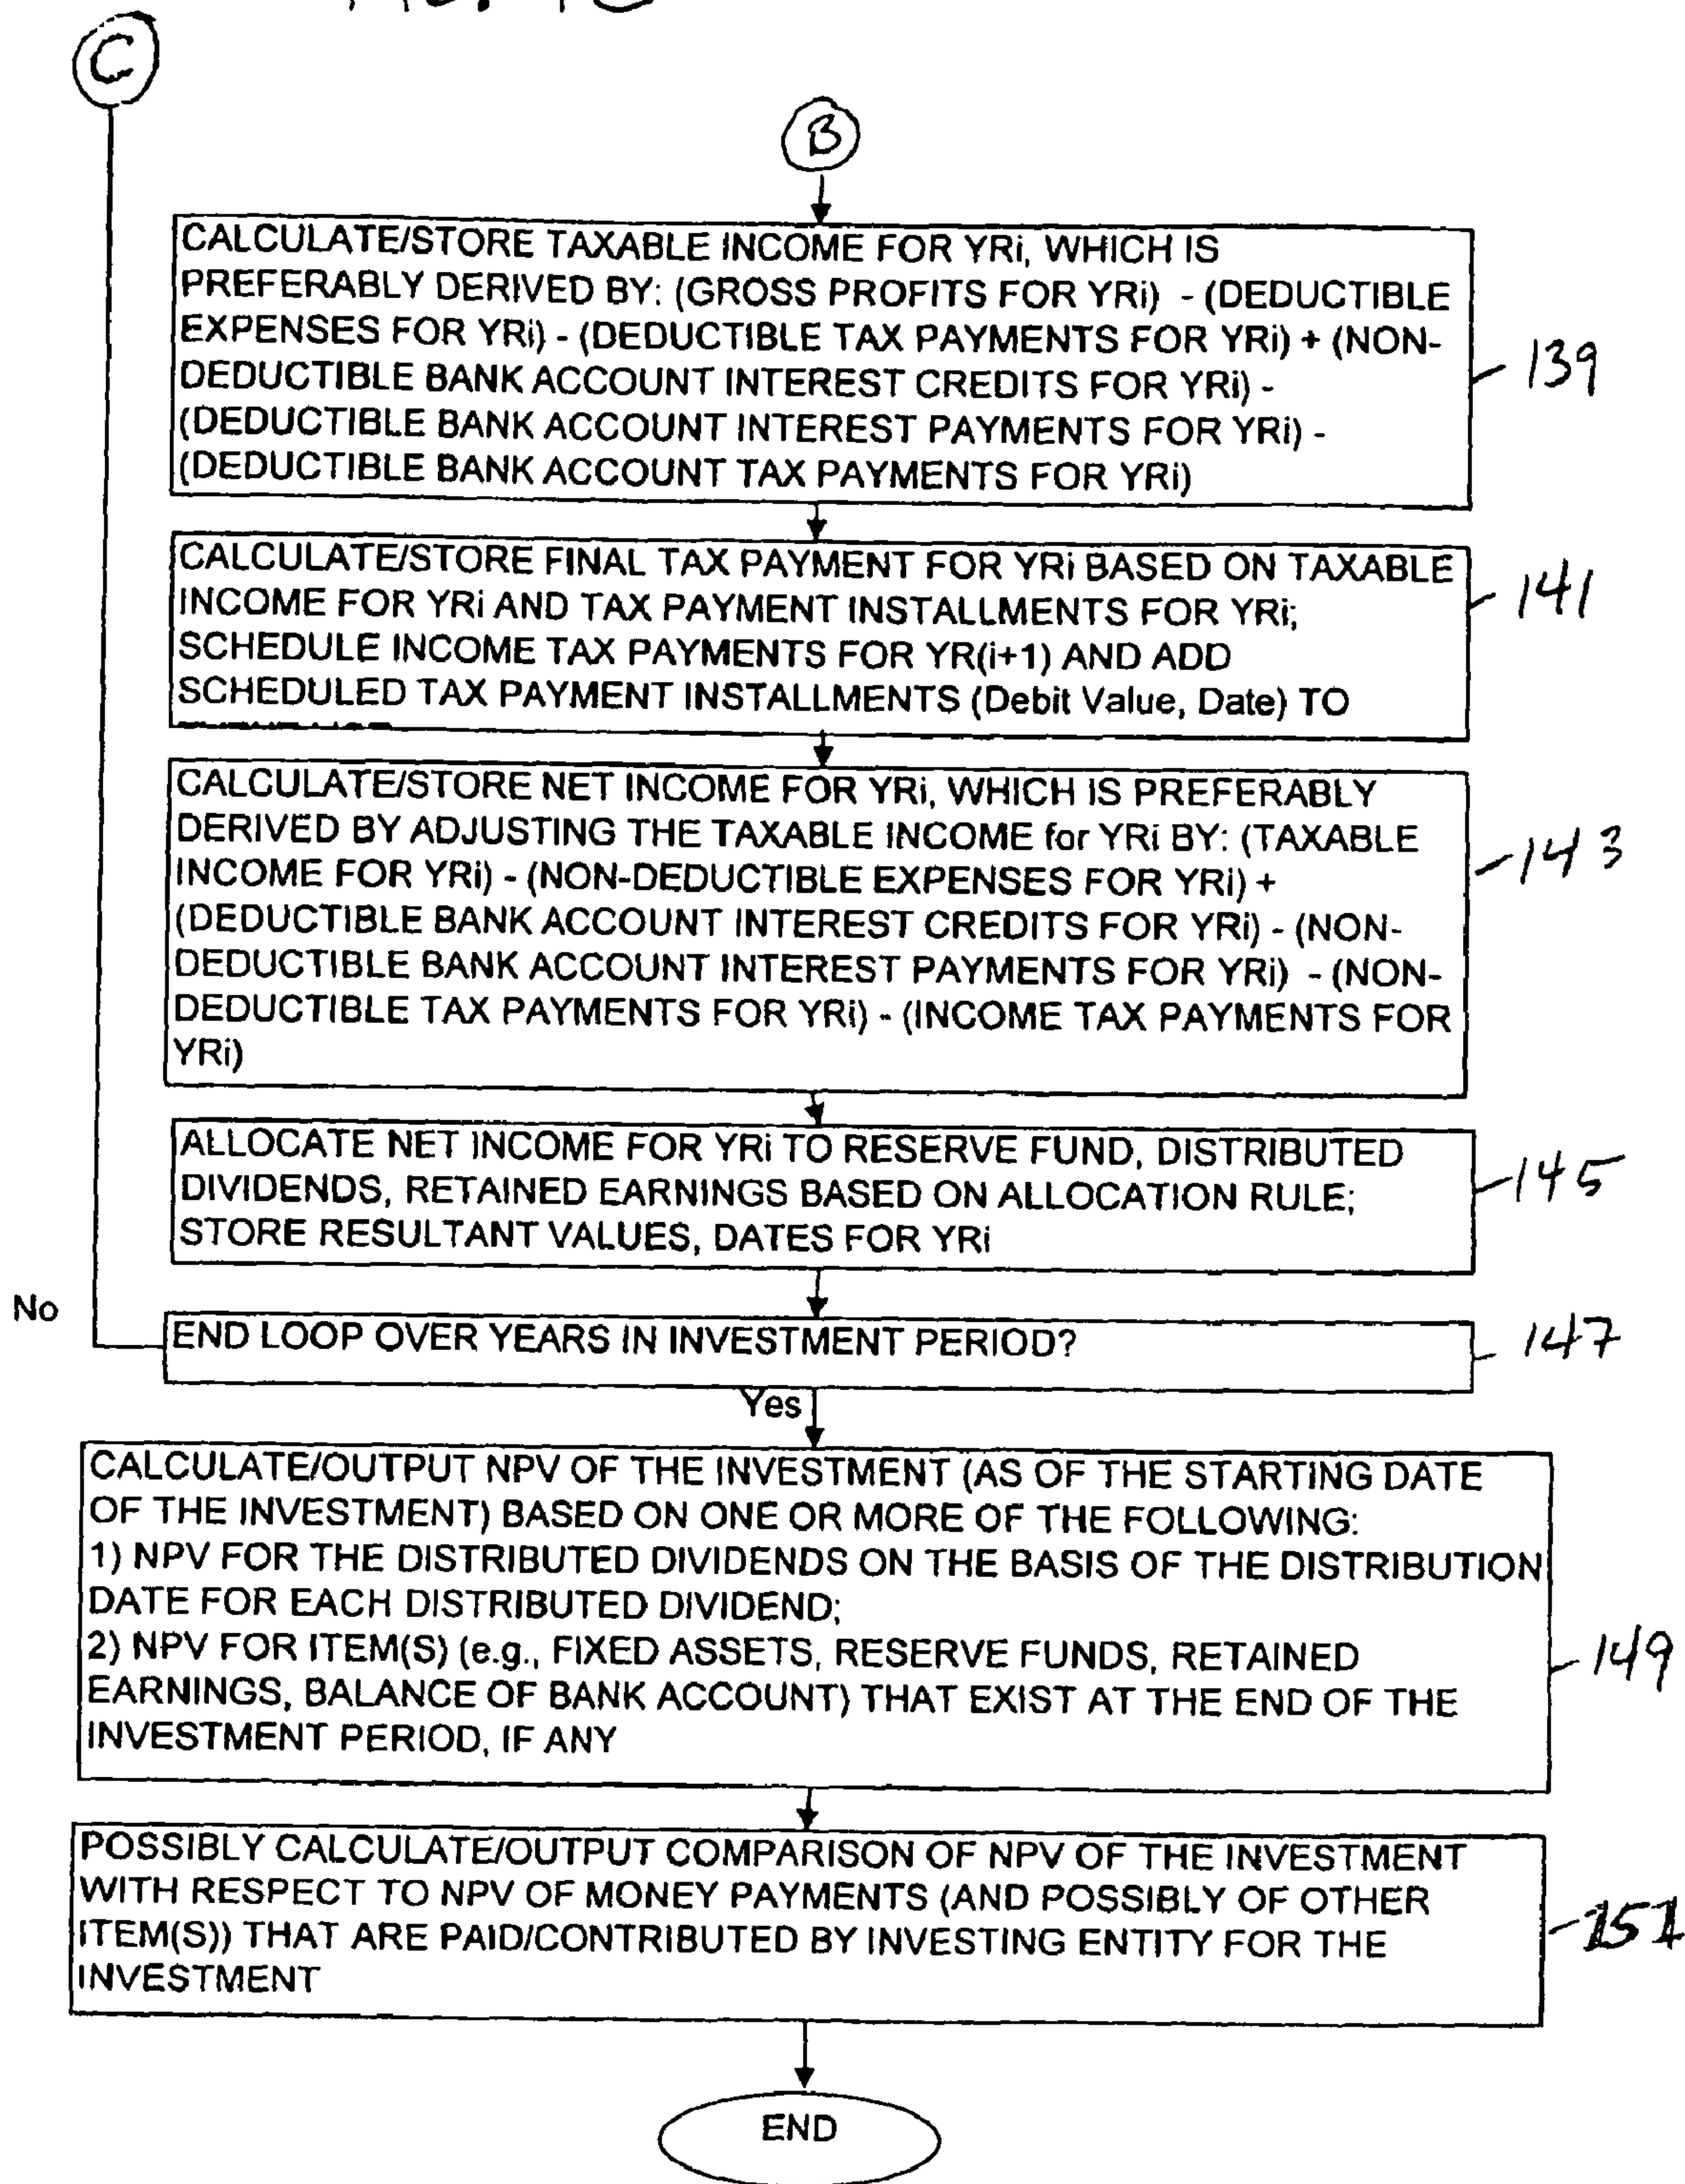 C
B
CALCULATE/STORE TAXABLE INCOME FOR YRi, WHICH IS
PREFERABLY DERIVED BY: (GROSS PROFITS FOR YRi) - (DEDUCTIBLE
EXPENSES FOR YRi) - (DEDUCTIBLE TAX PAYMENTS FOR YRi) + (NON-
DEDUCTIBLE BANK ACCOUNT INTEREST CREDITS FOR YRi) -
(DEDUCTIBLE BANK ACCOUNT INTEREST PAYMENTS FOR YRi) -
(DEDUCTIBLE BANK ACCOUNT TAX PAYMENTS FOR YRi)
139
CALCULATE/STORE FINAL TAX PAYMENT FOR YRi BASED ON TAXABLE
INCOME FOR YRi AND TAX PAYMENT INSTALLMENTS FOR YRi;
SCHEDULE INCOME TAX PAYMENTS FOR YR(i+1) AND ADD
SCHEDULED TAX PAYMENT INSTALLMENTS (Debit Value, Date) TO
141
CALCULATE/STORE NET INCOME FOR YRi, WHICH IS PREFERABLY
DERIVED BY ADJUSTING THE TAXABLE INCOME for YRi BY: (TAXABLE
INCOME FOR YRi) - (NON-DEDUCTIBLE EXPENSES FOR YRi) +
(DEDUCTIBLE BANK ACCOUNT INTEREST CREDITS FOR YRi) - (NON-
DEDUCTIBLE BANK ACCOUNT INTEREST PAYMENTS FOR YRi) - (NON-
DEDUCTIBLE TAX PAYMENTS FOR YRi) - (INCOME TAX PAYMENTS FOR
YRi)
143
ALLOCATE NET INCOME FOR YRi TO RESERVE FUND, DISTRIBUTED
DIVIDENDS, RETAINED EARNINGS BASED ON ALLOCATION RULE;
STORE RESULTANT VALUES, DATES FOR YRi
145
No
END LOOP OVER YEARS IN INVESTMENT PERIOD?
147
Yes
CALCULATE/OUTPUT NPV OF THE INVESTMENT (AS OF THE STARTING DATE
OF THE INVESTMENT) BASED ON ONE OR MORE OF THE FOLLOWING:
1) NPV FOR THE DISTRIBUTED DIVIDENDS ON THE BASIS OF THE DISTRIBUTION
DATE FOR EACH DISTRIBUTED DIVIDEND;
2) NPV FOR ITEM(S) (e.g., FIXED ASSETS, RESERVE FUNDS, RETAINED
EARNINGS, BALANCE OF BANK ACCOUNT) THAT EXIST AT THE END OF THE
INVESTMENT PERIOD, IF ANY
149
POSSIBLY CALCULATE/OUTPUT COMPARISON OF NPV OF THE INVESTMENT
WITH RESPECT TO NPV OF MONEY PAYMENTS (AND POSSIBLY OF OTHER
ITEM(S)) THAT ARE PAID/CONTRIBUTED BY INVESTING ENTITY FOR THE
INVESTMENT
151
END